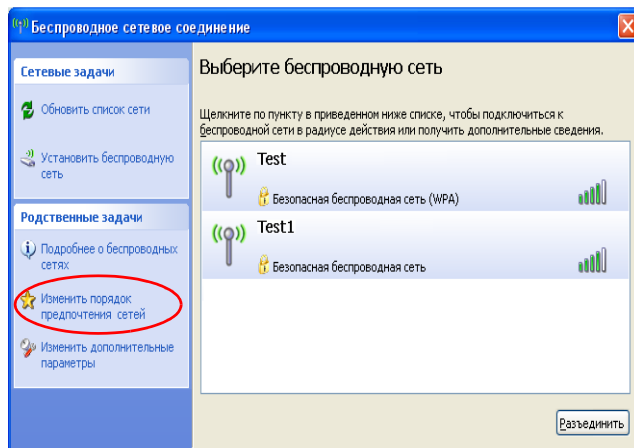 Беспроводное сетевое соединение
Сетевые задачи
Обновить список сети
Установить беспроводную
сеть
Родственные задачи
Подробнее о беспроводных
сетях
Изменить порядок
предпочтения сетей
Изменить дополнительные
параметры
Выберите беспроводную сеть
Щелкните по пункту в приведенном ниже списке, чтобы подключиться к
беспроводной сети в радиусе действия или получить дополнительные сведения.
Test
Безопасная беспроводная сеть (WPA)
Test1
Безопасная беспроводная сеть
Разъединить